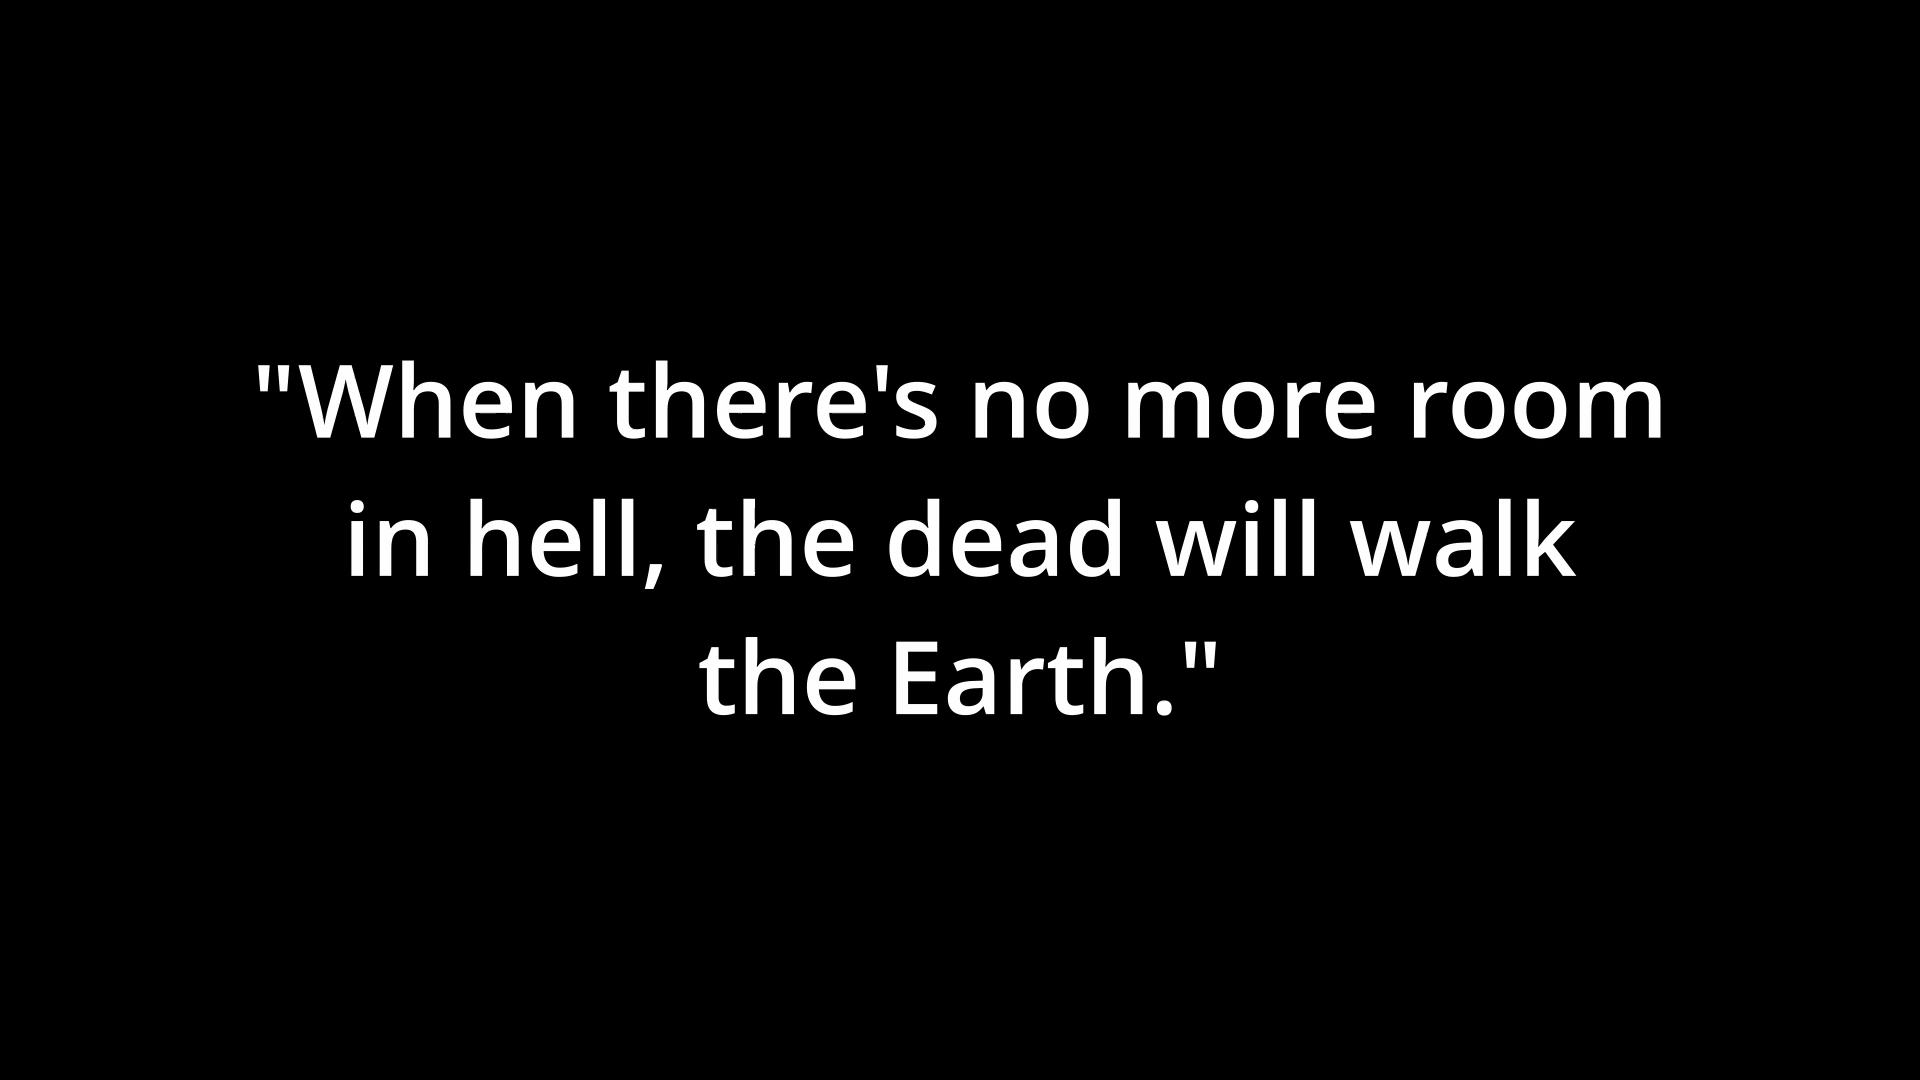 "When there's no more room
in hell, the dead will walk
the Earth."